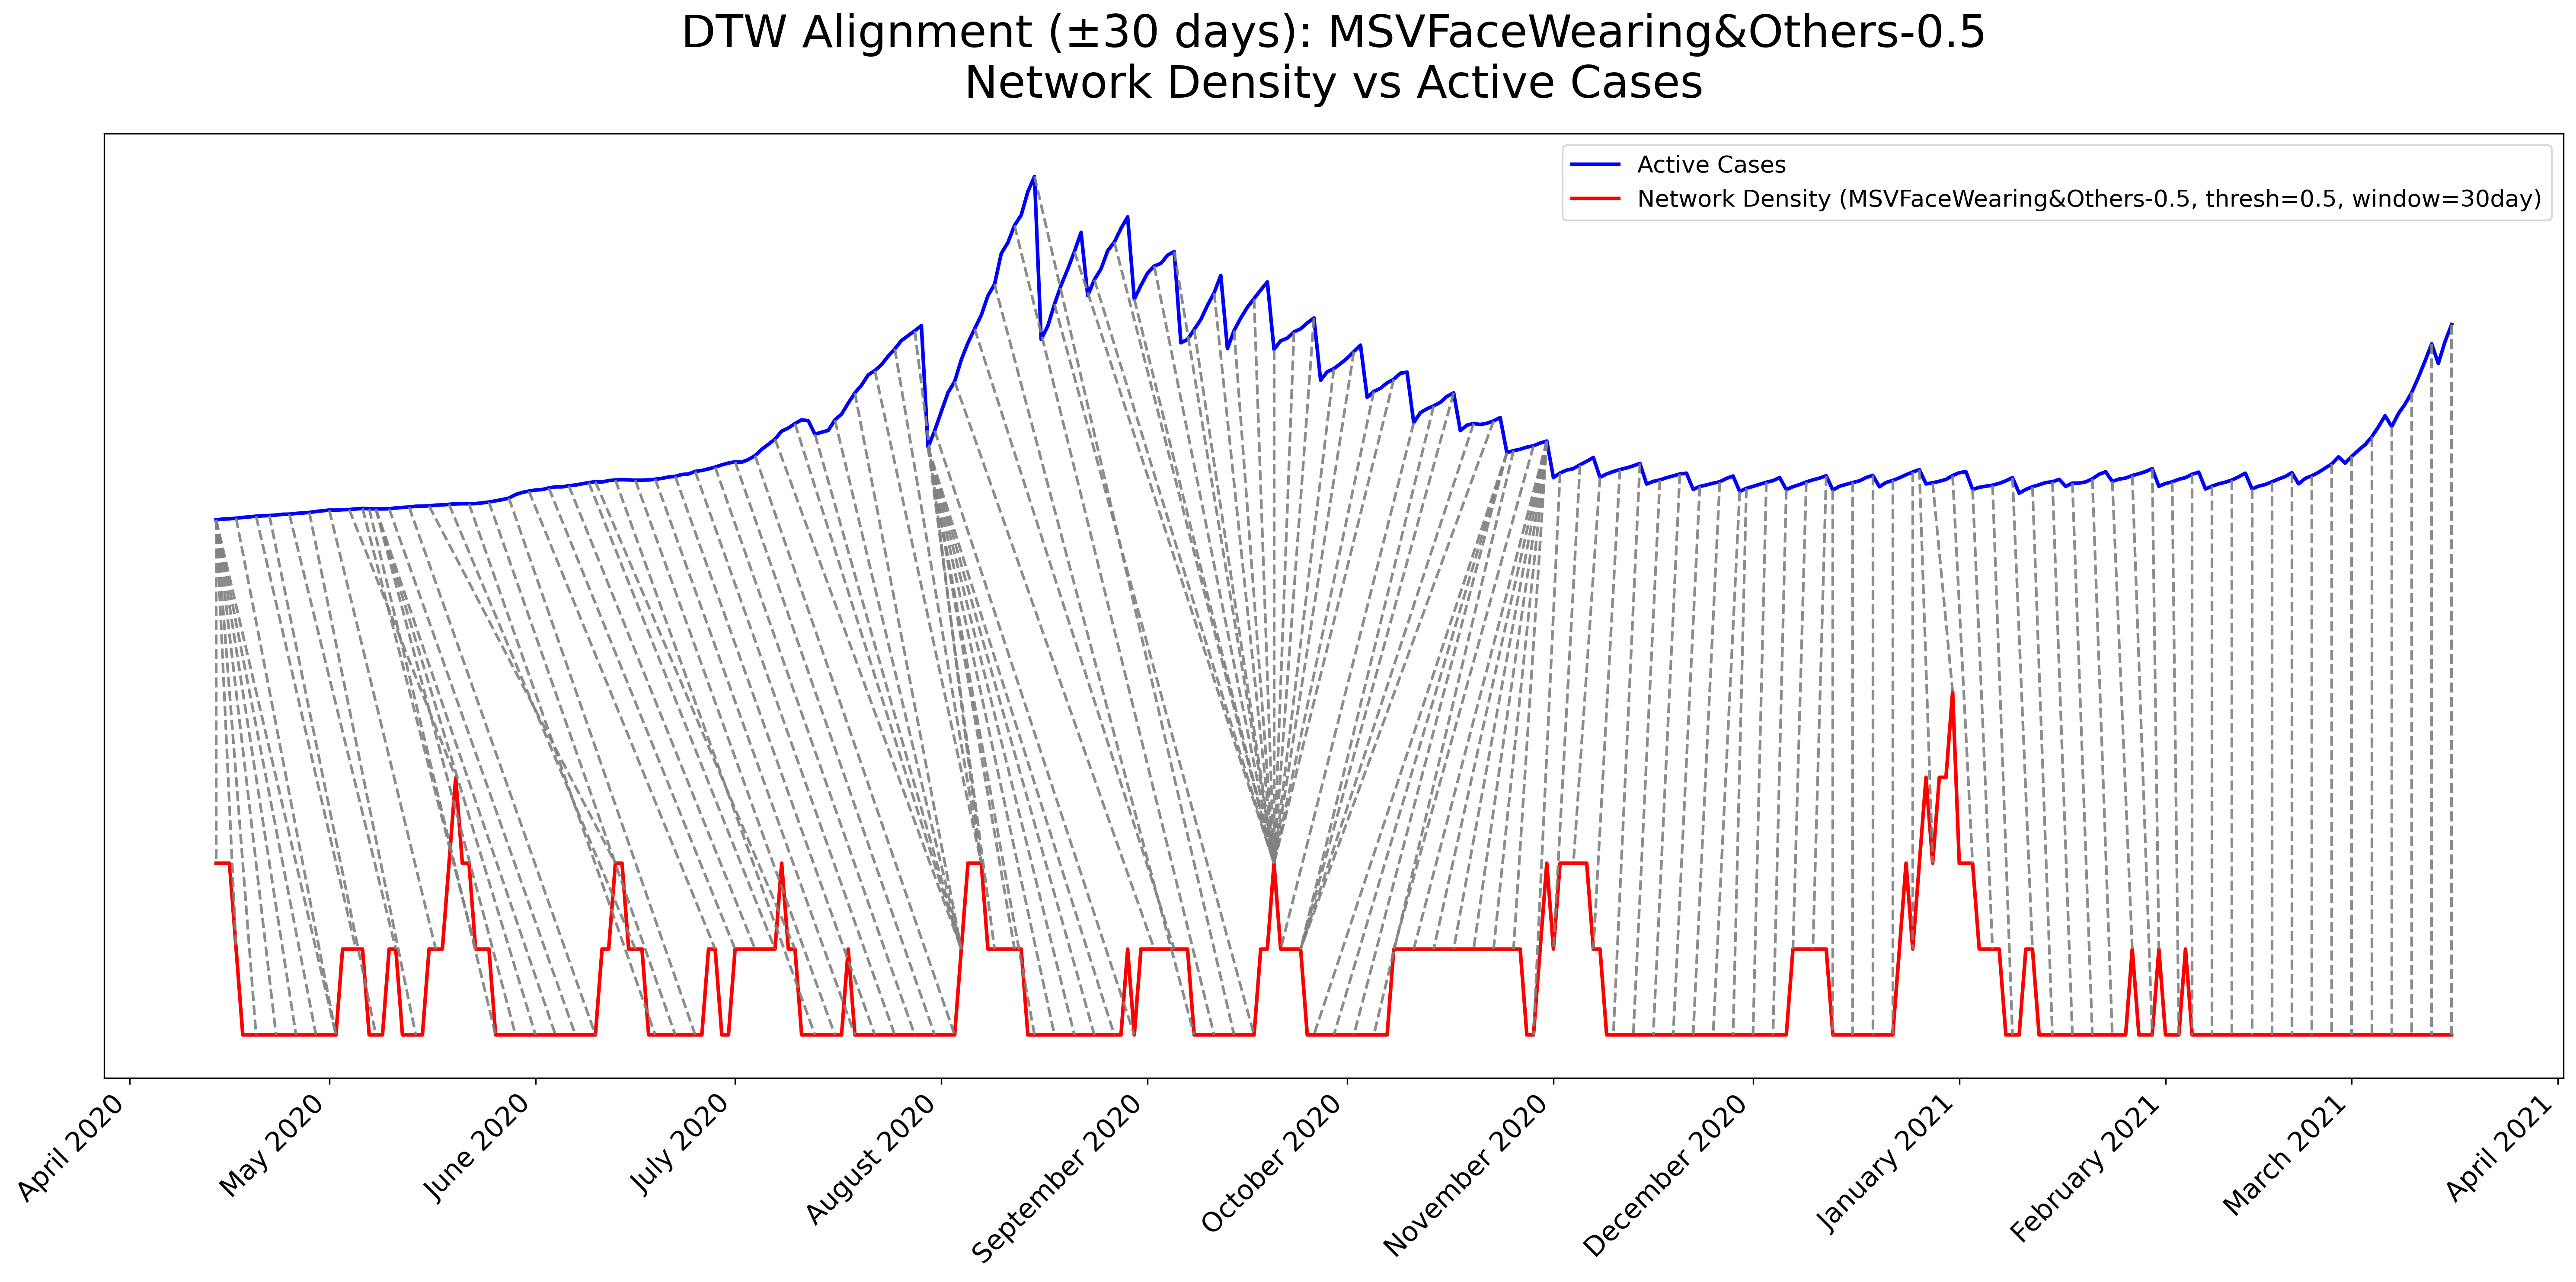 DTW Alignment (±30 days): MSVFaceWearing&Others-0.5
Network Density vs Active Cases
Active Cases
Network Density (MSVFaceWearing&Others-0.5, thresh=0.5, window=30day)
April 2020
May 2020
June 2020
July 2020
August 2020
September 2020
October 2020
November 2020
December 2020
January 2021
February 2021
March 2021
April 2021